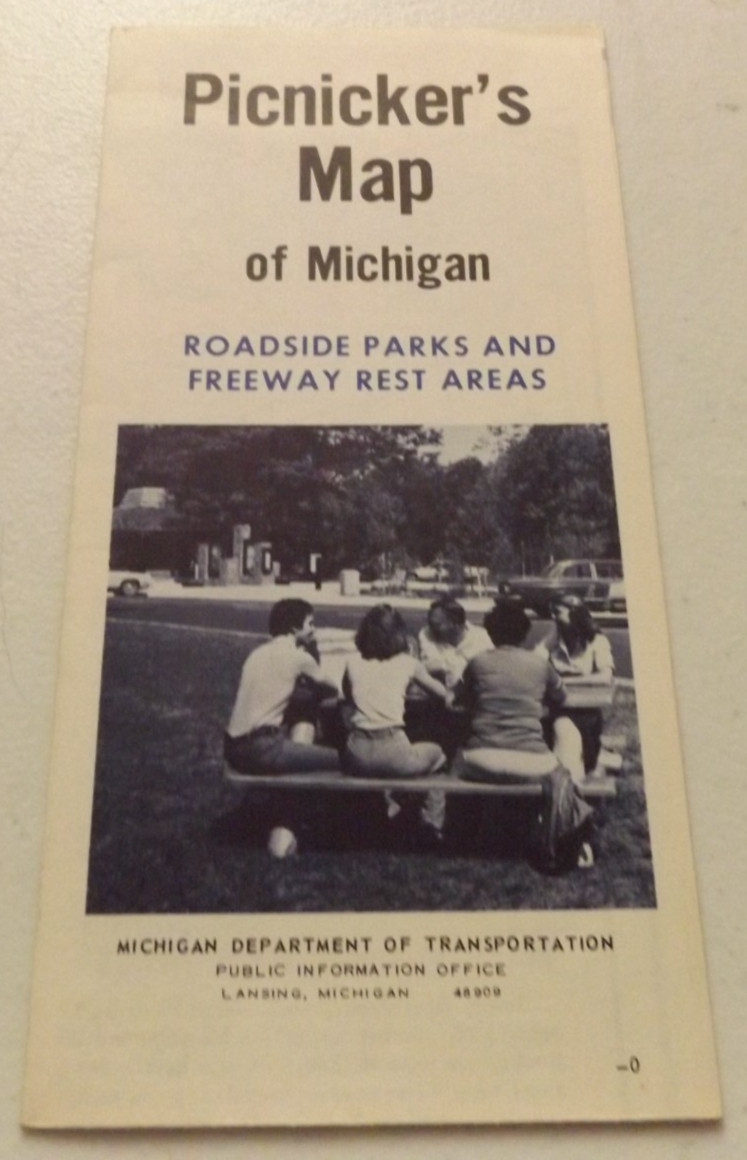 Picnicker's
Map
of Michigan
ROADSIDE PARKS AND
FREEWAY REST AREAS
MICHIGAN DEPARTMENT OF TRANSPORTATION
PUBLIC INFORMATION OFFICE
LANSING, MICHIGAN 48909
–0